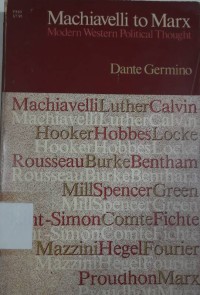 Machiavelli to Marx
Modern Western Political Thought
Dante Germino
MachiavelliLutherCalvin
HookerHobbesLocke
RousseauBurkeBentham
MillSpencerGreen
nt-SimonComteFichte
MazziniHegelFourier
ProudhonMarx